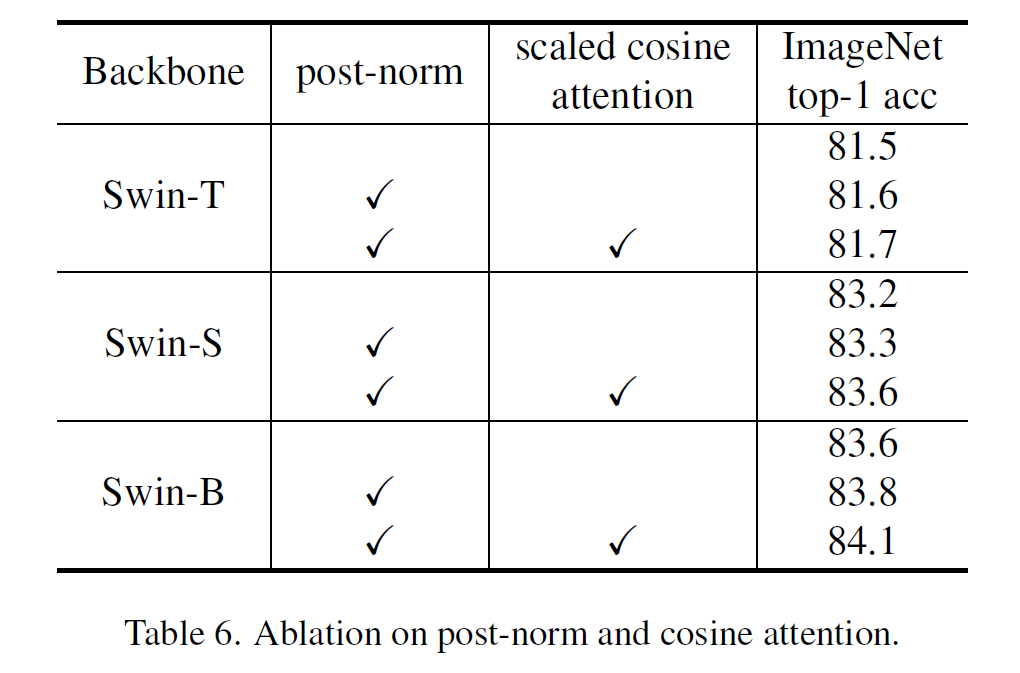 Backbone post-norm scaled cosine attention ImageNet top-1 acc
81.5
Swin-T ✓ 81.6
✓ ✓ 81.7
83.2
Swin-S ✓ 83.3
✓ ✓ 83.6
83.6
Swin-B ✓ 83.8
✓ ✓ 84.1
Table 6. Ablation on post-norm and cosine attention.